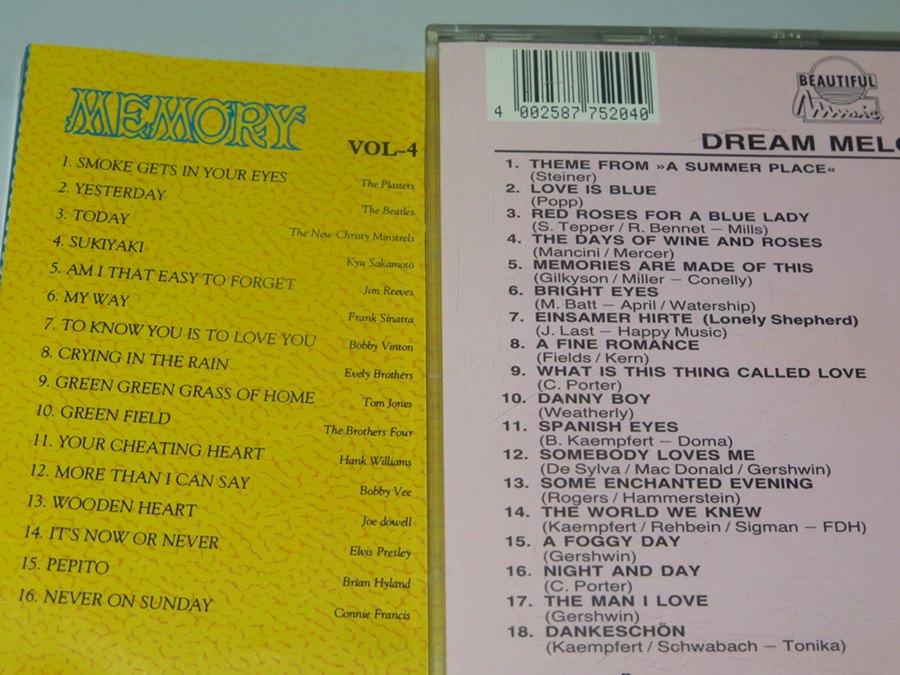 MEMORY
VOL-4
1. SMOKE GETS IN YOUR EYES
The Platters
2. YESTERDAY
The Beatles
3. TODAY
The New Christy Minstrels
4. SUKIYAKI
Kyu Sakamoto
5. AM I THAT EASY TO FORGET
Jim Reeves
6. MY WAY
Frank Sinatra
7. TO KNOW YOU IS TO LOVE YOU
Bobby Vinton
8. CRYING IN THE RAIN
Evely Brothers
9. GREEN GREEN GRASS OF HOME
Tom Jones
10. GREEN FIELD
The Brothers Four
11. YOUR CHEATING HEART
Hank Williams
12. MORE THAN I CAN SAY
Bobby Vee
13. WOODEN HEART
Joe dowell
14. IT'S NOW OR NEVER
Elvis Presley
15. PEPITO
Brian Hyland
16. NEVER ON SUNDAY
Connie Francis
4 002587 752040
BEAUTIFUL
Music
DREAM MELO
1. THEME FROM »A SUMMER PLACE«
(Steiner)
2. LOVE IS BLUE
(Popp)
3. RED ROSES FOR A BLUE LADY
(S. Tepper / R. Bennet – Mills)
4. THE DAYS OF WINE AND ROSES
(Mancini / Mercer)
5. MEMORIES ARE MADE OF THIS
(Gilkyson / Miller – Conelly)
6. BRIGHT EYES
(M. Batt – April / Watership)
7. EINSAMER HIRTE (Lonely Shepherd)
(J. Last – Happy Music)
8. A FINE ROMANCE
(Fields / Kern)
9. WHAT IS THIS THING CALLED LOVE
(C. Porter)
10. DANNY BOY
(Weatherly)
11. SPANISH EYES
(B. Kaempfert – Doma)
12. SOMEBODY LOVES ME
(De Sylva / Mac Donald / Gershwin)
13. SOME ENCHANTED EVENING
(Rogers / Hammerstein)
14. THE WORLD WE KNEW
(Kaempfert / Rehbein / Sigman – FDH)
15. A FOGGY DAY
(Gershwin)
16. NIGHT AND DAY
(C. Porter)
17. THE MAN I LOVE
(Gershwin)
18. DANKESCHÖN
(Kaempfert / Schwabach – Tonika)